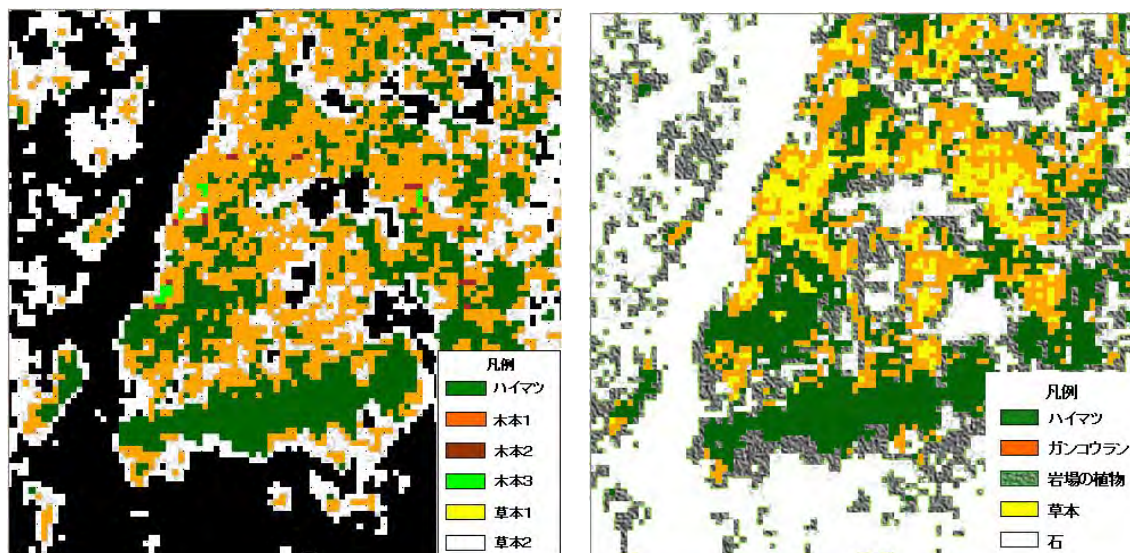 凡例
ハイマツ
木本1
木本2
木本3
草本1
草本2
凡例
ハイマツ
ガンコウラン
岩場の植物
草本
石